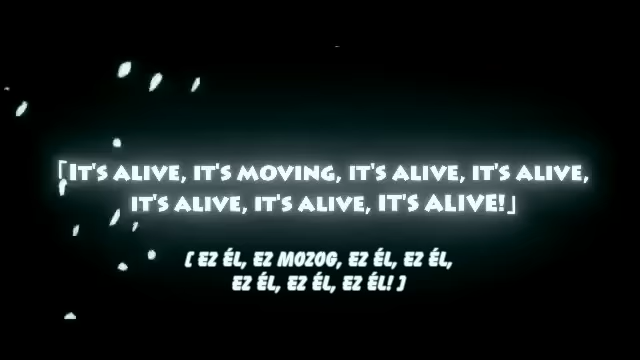 「IT'S ALIVE, IT'S MOVING, IT'S ALIVE, IT'S ALIVE,
IT'S ALIVE, IT'S ALIVE, IT'S ALIVE!」
[ EZ ÉL, EZ MOZOG, EZ ÉL, EZ ÉL,
EZ ÉL, EZ ÉL, EZ ÉL! ]